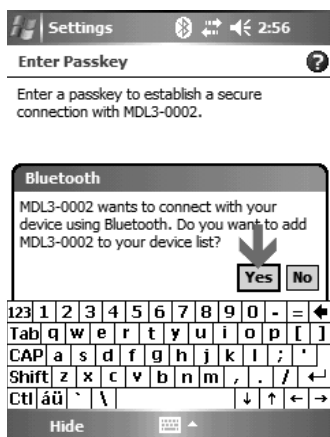 Settings 2:56
Enter Passkey ?
Enter a passkey to establish a secure
connection with MDL3-0002.
Bluetooth
MDL3-0002 wants to connect with your
device using Bluetooth. Do you want to add
MDL3-0002 to your device list?
Yes No
123 1 2 3 4 5 6 7 8 9 0 - =
Tab q w e r t y u i o p [ ]
CAP a s d f g h j k l ; '
Shift z x c v b n m , . /
Ctl áü ` \
Hide